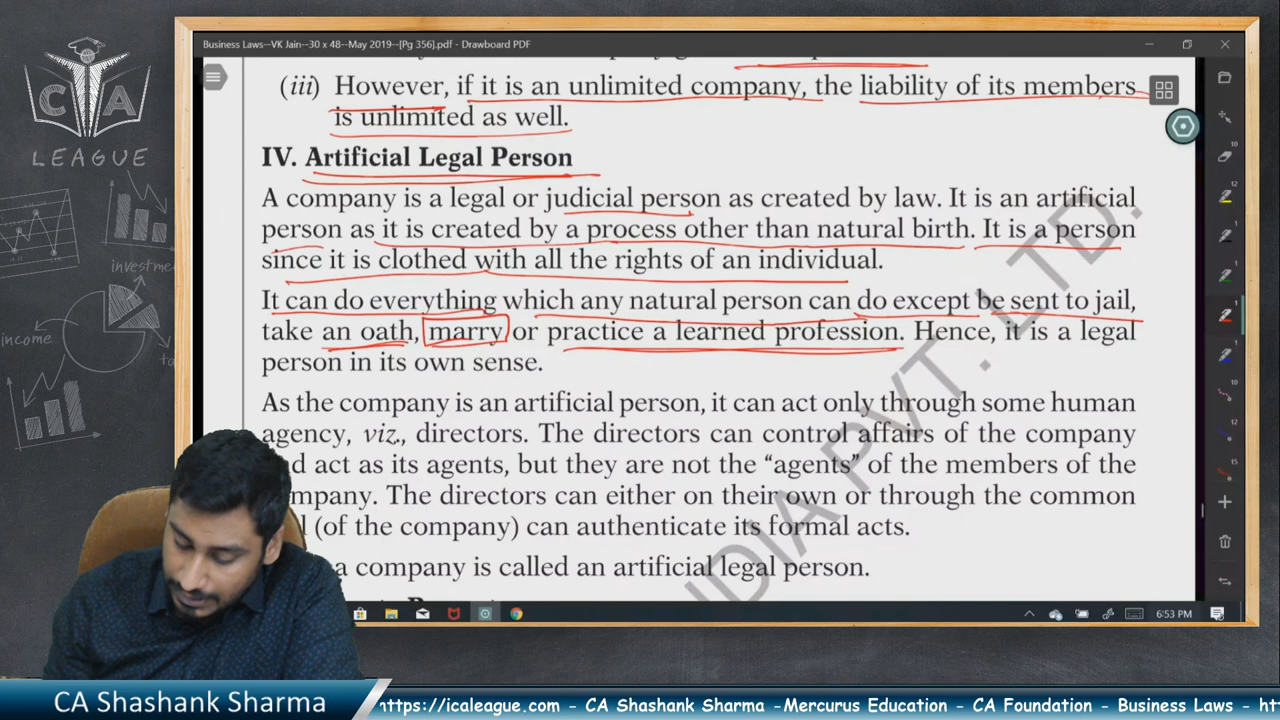 Business Laws--VK Jain--30 x 48--May 2019--[Pg 356].pdf - Drawboard PDF
(iii) However, if it is an unlimited company, the liability of its members
is unlimited as well.
IV. Artificial Legal Person
A company is a legal or judicial person as created by law. It is an artificial
person as it is created by a process other than natural birth. It is a person
since it is clothed with all the rights of an individual.
It can do everything which any natural person can do except be sent to jail,
take an oath, marry or practice a learned profession. Hence, it is a legal
person in its own sense.
As the company is an artificial person, it can act only through some human
agency, viz., directors. The directors can control affairs of the company
act as its agents, but they are not the “agents” of the members of the
The directors can either on their own or through the common
(of the company) can authenticate its formal acts.
a company is called an artificial legal person.
INDIA PVT. LTD.
6:53 PM
CA
LEAGUE
investme
income
CA Shashank Sharma
https://icaleague.com - CA Shashank Sharma -Mercurus Education - CA Foundation - Business Laws - ht